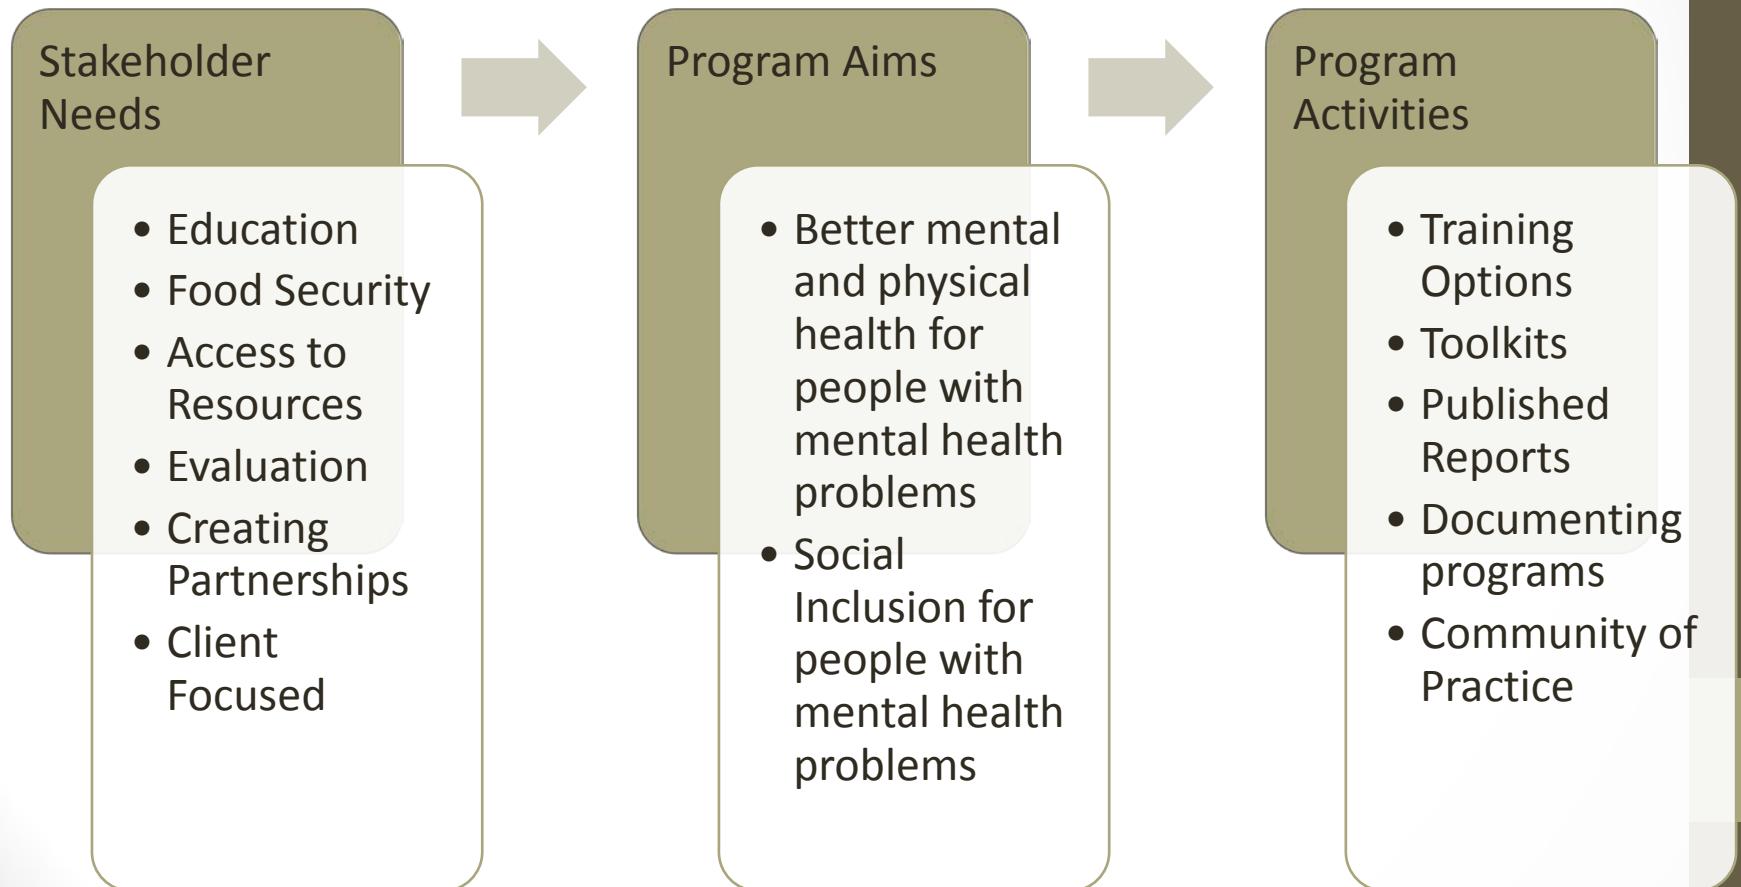 Stakeholder
Needs
• Education
• Food Security
• Access to
Resources
• Evaluation
• Creating
Partnerships
• Client
Focused
Program Aims
• Better mental
and physical
health for
people with
mental health
problems
• Social
Inclusion for
people with
mental health
problems
Program
Activities
• Training
Options
• Toolkits
• Published
Reports
• Documenting
programs
• Community of
Practice